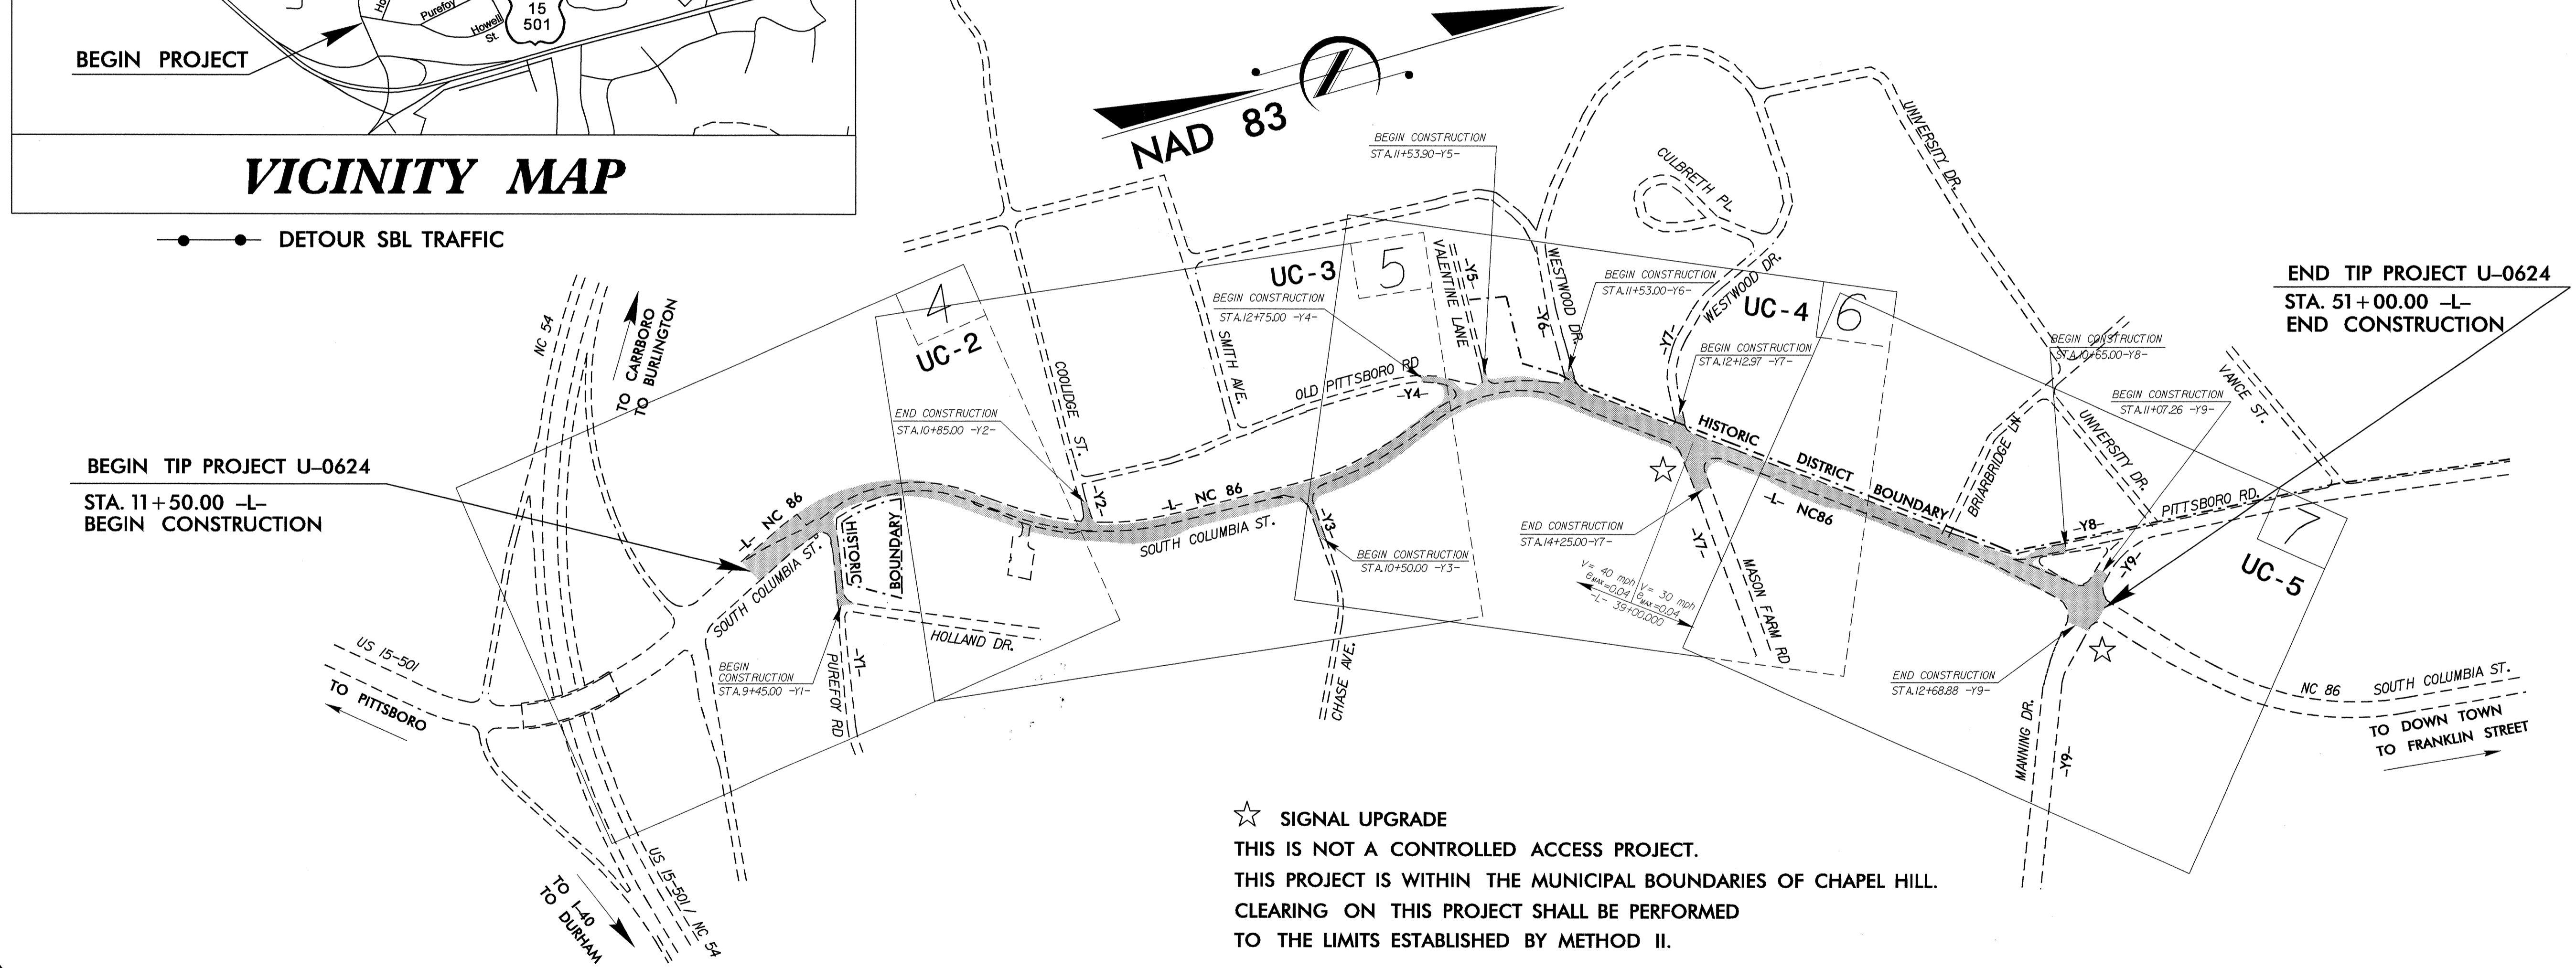 Purefoy
Howell
St.
15
501
BEGIN PROJECT
VICINITY MAP
DETOUR SBL TRAFFIC
NAD 83
BEGIN CONSTRUCTION
STA.11+53.90-Y5-
CULBRETH PL.
UNIVERSITY DR.
END TIP PROJECT U-0624
STA. 51+00.00 -L-
END CONSTRUCTION
NC 54
TO CARRBORO
TO BURLINGTON
4
UC-2
UC-3
5
BEGIN CONSTRUCTION
STA.12+75.00 -Y4-
VALENTINE LANE
-Y5-
WESTWOOD DR.
-Y6-
BEGIN CONSTRUCTION
STA.11+53.00-Y6-
WESTWOOD DR.
-Y7-
UC-4
6
BEGIN CONSTRUCTION
STA.12+12.97 -Y7-
BEGIN CONSTRUCTION
STA.10+65.00-Y8-
BEGIN CONSTRUCTION
STA.11+07.26 -Y9-
VANCE ST.
SMITH AVE.
COOLIDGE ST.
OLD PITTSBORO RD
-Y4-
END CONSTRUCTION
STA.10+85.00 -Y2-
-Y2-
BEGIN TIP PROJECT U-0624
STA. 11+50.00 -L-
BEGIN CONSTRUCTION
-L- NC 86
SOUTH COLUMBIA ST.
HISTORIC
BOUNDARY
-L- NC 86
SOUTH COLUMBIA ST.
-Y3-
BEGIN CONSTRUCTION
STA.10+50.00 -Y3-
HISTORIC DISTRICT BOUNDARY
-L- NC86
BRIARBRIDGE LN
UNIVERSITY DR.
-Y8-
PITTSBORO RD.
-Y9-
7
UC-5
END CONSTRUCTION
STA.14+25.00-Y7-
-Y7-
MASON FARM RD
V= 40 mph
eMAX=0.04
V= 30 mph
eMAX=0.04
-L- 39+00.000
HOLLAND DR.
BEGIN
CONSTRUCTION
STA.9+45.00 -Y1-
-Y1-
PUREFOY RD
CHASE AVE.
US 15-501
TO PITTSBORO
END CONSTRUCTION
STA.12+68.88 -Y9-
MANNING DR.
-Y9-
NC 86
SOUTH COLUMBIA ST.
TO DOWN TOWN
TO FRANKLIN STREET
US 15-501/ NC 54
TO I-40
TO DURHAM
SIGNAL UPGRADE
THIS IS NOT A CONTROLLED ACCESS PROJECT.
THIS PROJECT IS WITHIN THE MUNICIPAL BOUNDARIES OF CHAPEL HILL.
CLEARING ON THIS PROJECT SHALL BE PERFORMED
TO THE LIMITS ESTABLISHED BY METHOD II.